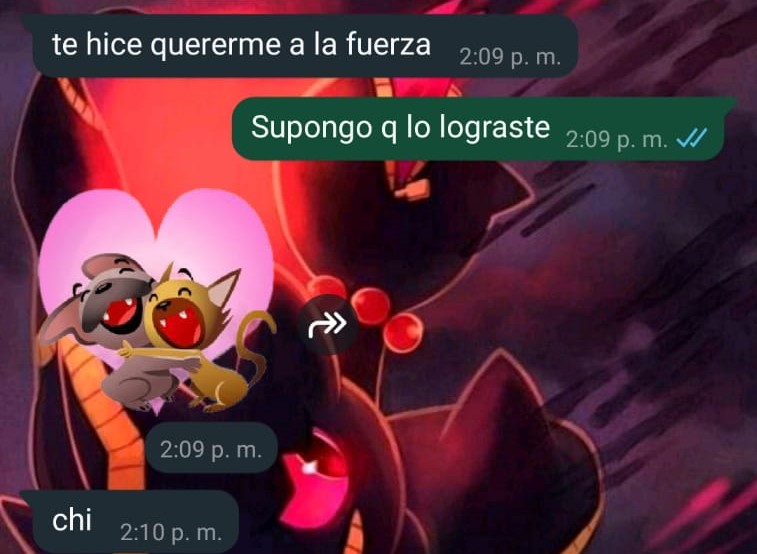 te hice quererme a la fuerza 2:09 p. m.
Supongo q lo lograste 2:09 p. m.
2:09 p. m.
chi 2:10 p. m.